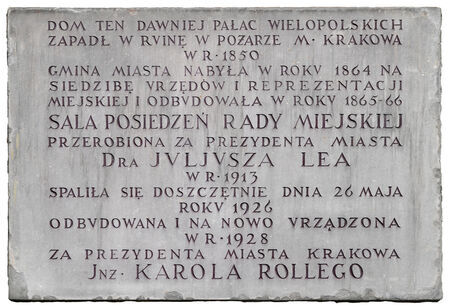 DOM TEN DAWNIEJ PAŁAC WIELOPOLSKICH
ZAPADŁ W RVINĘ W POŻARZE M· KRAKOWA
W R·1850
GMINA MIASTA NABYŁA W ROKV 1864 NA
SIEDZIBĘ VRZĘDÓW I REPREZENTACJI
MIEJSKIEJ I ODBVDOWAŁA W ROKV 1865-66
SALA POSIEDZEŃ RADY MIEJSKIEJ
PRZEROBIONA ZA PREZYDENTA MIASTA
DRA JVLJVSZA LEA
W R·1913
SPALIŁA SIĘ DOSZCZĘTNIE DNIA 26 MAJA
ROKV 1926
ODBVDOWANA I NA NOWO VRZĄDZONA
W R·1928
ZA PREZYDENTA MIASTA KRAKOWA
JNŻ· KAROLA ROLLEGO